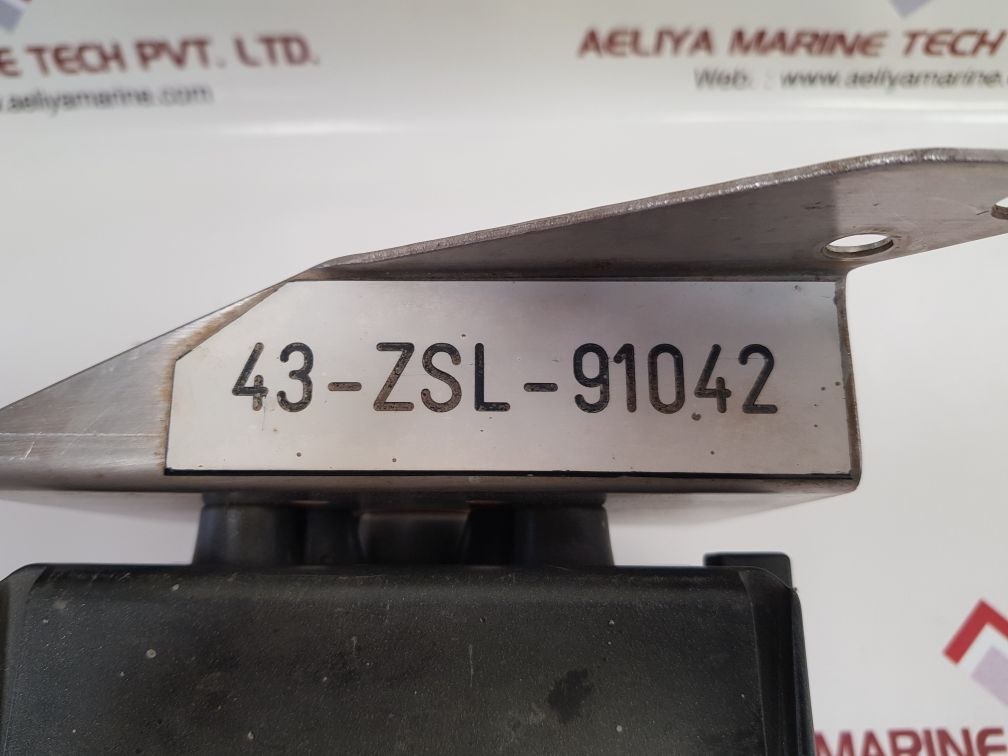 E TECH PVT. LTD.
w.aeliyamarine.com
AELIYA MARINE TECH
Web. : www.aeliyamarine.
43-ZSL-91042
MARINE